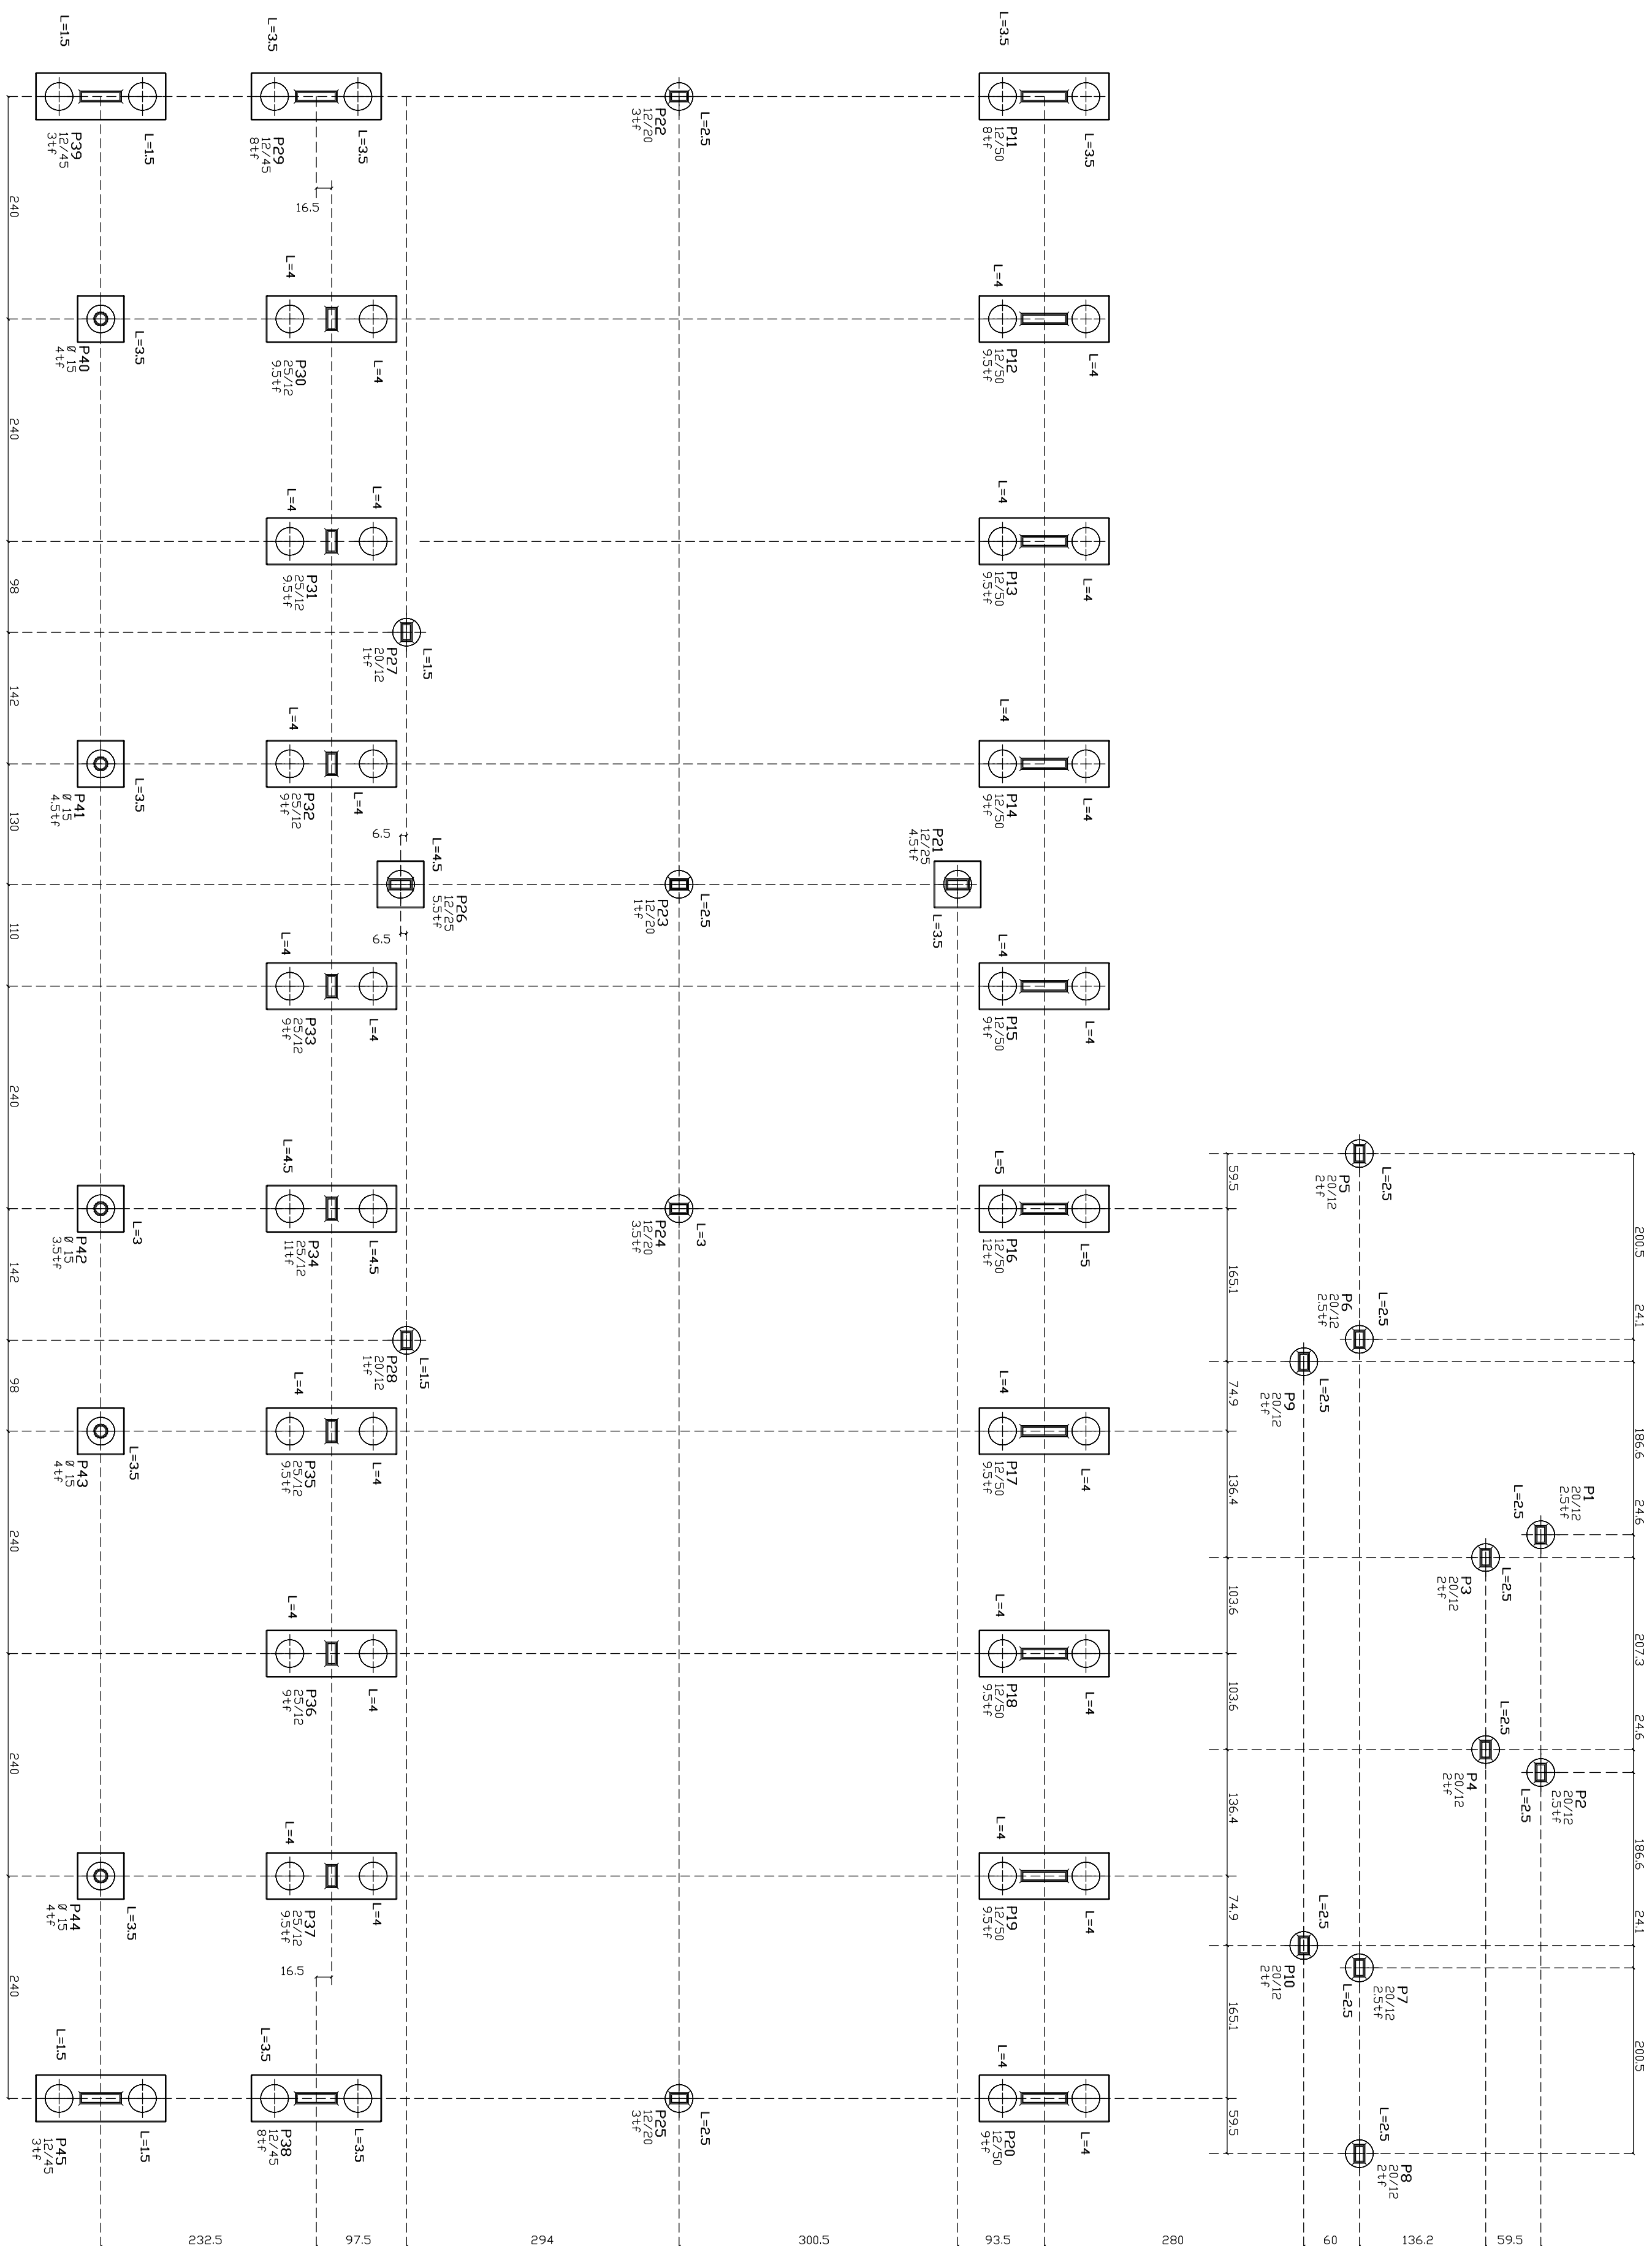 200.5
24.1
186.6
24.6
207.3
24.6
186.6
24.1
200.5
P1
20/12
2.5tf
L=2.5
P2
20/12
2.5tf
L=2.5
L=2.5
P3
20/12
2tf
L=2.5
P4
20/12
2tf
L=2.5
P5
20/12
2tf
L=2.5
P6
20/12
2.5tf
P7
20/12
2.5tf
L=2.5
L=2.5
P8
20/12
2tf
L=2.5
P9
20/12
2tf
L=2.5
P10
20/12
2tf
59.5
165.1
74.9
136.4
103.6
103.6
136.4
74.9
165.1
59.5
L=3.5
L=3.5
P11
12/50
8tf
L=4
L=4
P12
12/50
9.5tf
L=4
L=4
P13
12/50
9.5tf
L=4
L=4
P14
12/50
9tf
L=4
L=4
P15
12/50
9tf
L=5
L=5
P16
12/50
12tf
L=4
L=4
P17
12/50
9.5tf
L=4
L=4
P18
12/50
9.5tf
L=4
L=4
P19
12/50
9.5tf
L=4
L=4
P20
12/50
9tf
P21
12/25
4.5tf
L=3.5
L=2.5
P22
12/20
3tf
L=2.5
P23
12/20
1tf
L=3
P24
12/20
3.5tf
L=2.5
P25
12/20
3tf
L=4.5
P26
12/25
5.5tf
6.5
6.5
L=1.5
P27
20/12
1tf
L=1.5
P28
20/12
1tf
L=3.5
L=3.5
P29
12/45
8tf
16.5
L=4
L=4
P30
25/12
9.5tf
L=4
L=4
P31
25/12
9.5tf
L=4
L=4
P32
25/12
9tf
L=4
L=4
P33
25/12
9tf
L=4.5
L=4.5
P34
25/12
11tf
L=4
L=4
P35
25/12
9.5tf
L=4
L=4
P36
25/12
9tf
L=4
L=4
P37
25/12
9.5tf
16.5
L=3.5
L=3.5
P38
12/45
8tf
L=1.5
L=1.5
P39
12/45
3tf
L=3.5
P40
Ø 15
4tf
L=3.5
P41
Ø 15
4.5tf
L=3
P42
Ø 15
3.5tf
L=3.5
P43
Ø 15
4tf
L=3.5
P44
Ø 15
4tf
L=1.5
L=1.5
P45
12/45
3tf
240
240
98
142
130
110
240
142
98
240
240
240
232.5
97.5
294
300.5
93.5
280
60
136.2
59.5